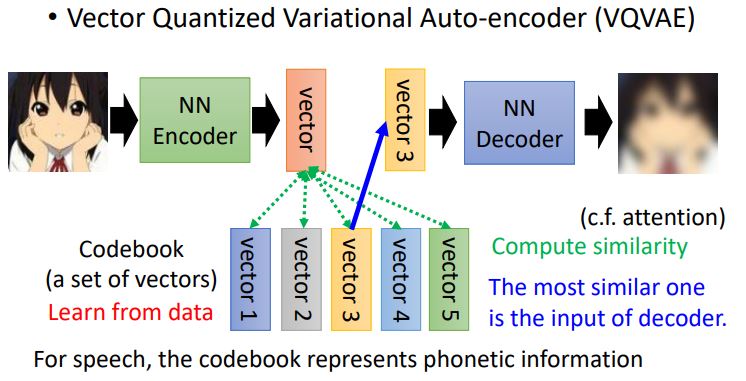 • Vector Quantized Variational Auto-encoder (VQVAE)
NN
Encoder
vector
vector 3
NN
Decoder
(c.f. attention)
Codebook
(a set of vectors)
Learn from data
vector 1
vector 2
vector 3
vector 4
vector 5
Compute similarity
The most similar one
is the input of decoder.
For speech, the codebook represents phonetic information